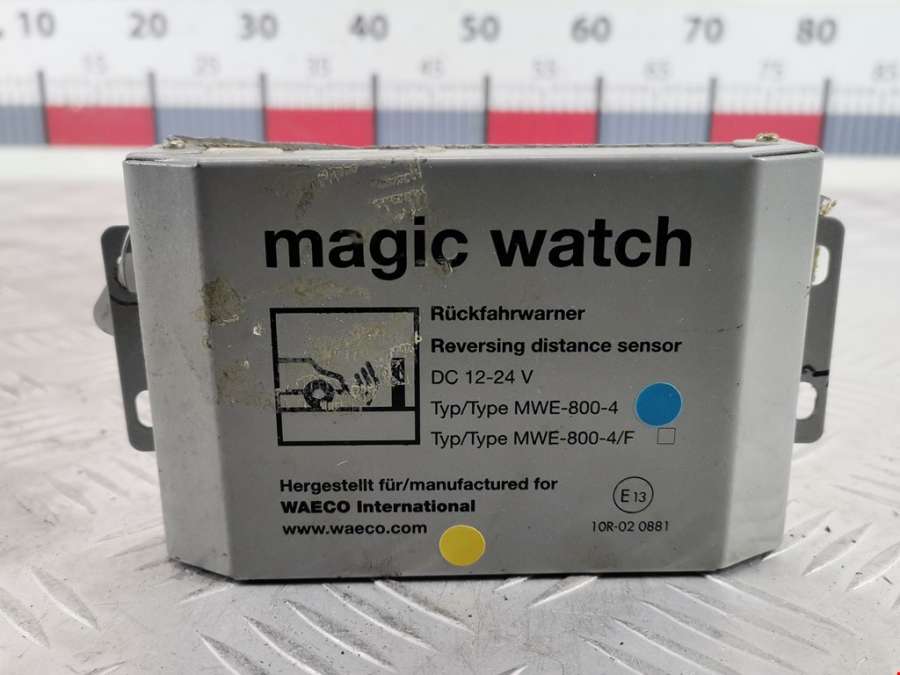 10 20 30 40 50 60 70 80
15 25 35 45 55 65 75 85
magic watch
Rückfahrwarner
Reversing distance sensor
DC 12-24 V
Typ/Type MWE-800-4
Typ/Type MWE-800-4/F
Hergestellt für/manufactured for
WAECO International
www.waeco.com
E 13
10R-02 0881